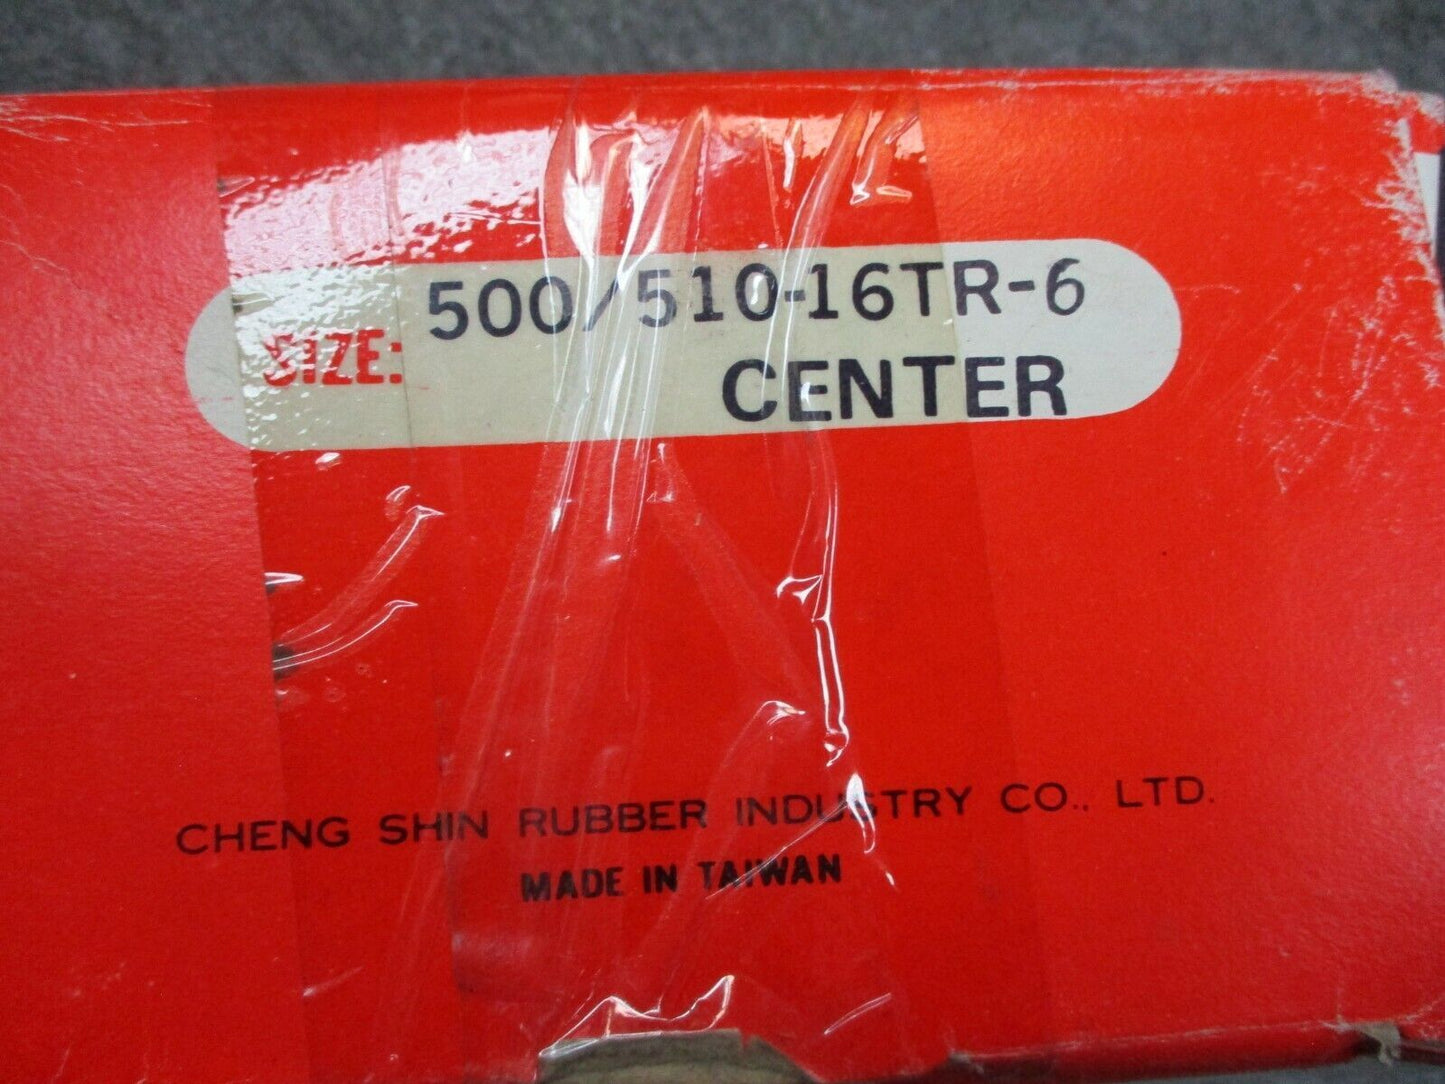 SIZE: 500/510-16TR-6
CENTER
CHENG SHIN RUBBER INDUSTRY CO., LTD.
MADE IN TAIWAN